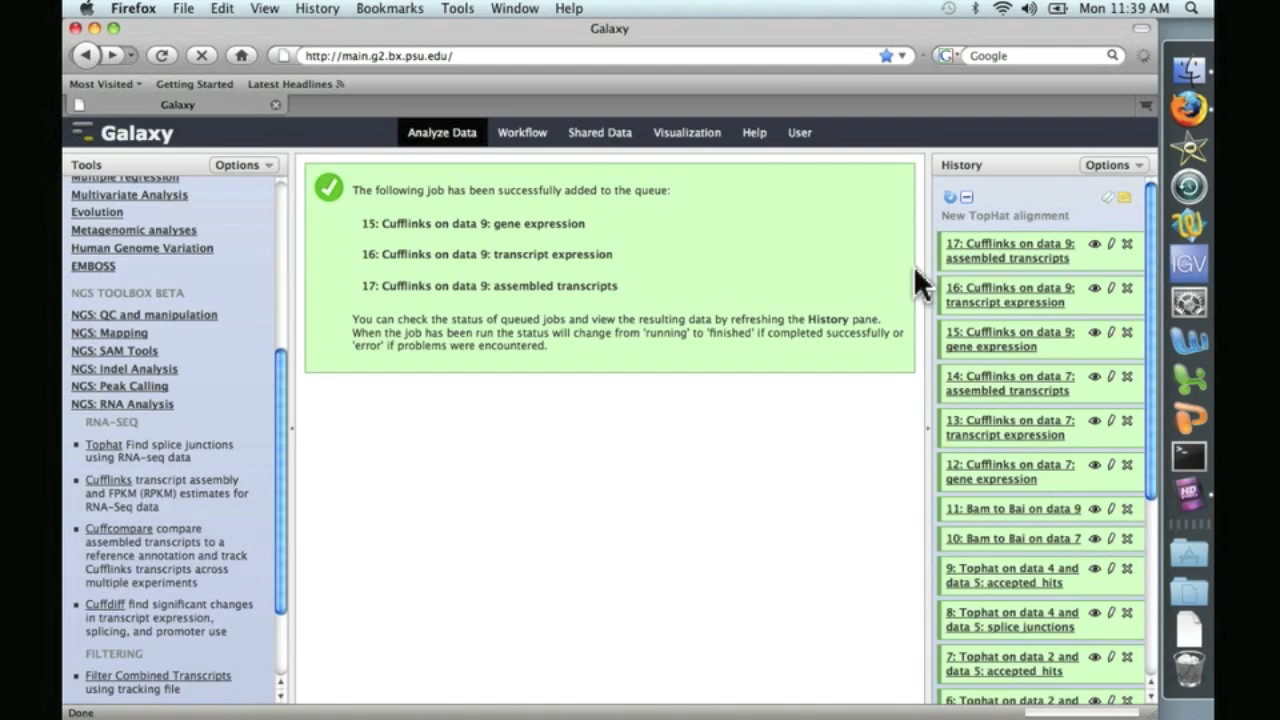 Firefox File Edit View History Bookmarks Tools Window Help Mon 11:39 AM
Galaxy
http://main.g2.bx.psu.edu/ Google
Most Visited Getting Started Latest Headlines
Galaxy
Galaxy Analyze Data Workflow Shared Data Visualization Help User
Tools Options
Multiple regression
Multivariate Analysis
Evolution
Metagenomic analyses
Human Genome Variation
EMBOSS
NGS TOOLBOX BETA
NGS: QC and manipulation
NGS: Mapping
NGS: SAM Tools
NGS: Indel Analysis
NGS: Peak Calling
NGS: RNA Analysis
RNA-SEQ
Tophat Find splice junctions
using RNA-seq data
Cufflinks transcript assembly
and FPKM (RPKM) estimates for
RNA-Seq data
Cuffcompare compare
assembled transcripts to a
reference annotation and track
Cufflinks transcripts across
multiple experiments
Cuffdiff find significant changes
in transcript expression,
splicing, and promoter use
FILTERING
Filter Combined Transcripts
using tracking file
The following job has been successfully added to the queue:
15: Cufflinks on data 9: gene expression
16: Cufflinks on data 9: transcript expression
17: Cufflinks on data 9: assembled transcripts
You can check the status of queued jobs and view the resulting data by refreshing the History pane.
When the job has been run the status will change from 'running' to 'finished' if completed successfully or
'error' if problems were encountered.
History Options
New TopHat alignment
17: Cufflinks on data 9:
assembled transcripts
16: Cufflinks on data 9:
transcript expression
15: Cufflinks on data 9:
gene expression
14: Cufflinks on data 7:
assembled transcripts
13: Cufflinks on data 7:
transcript expression
12: Cufflinks on data 7:
gene expression
11: Bam to Bai on data 9
10: Bam to Bai on data 7
9: Tophat on data 4 and
data 5: accepted_hits
8: Tophat on data 4 and
data 5: splice junctions
7: Tophat on data 2 and
data 5: accepted_hits
6: Tophat on data 2 and
IGV
HD
Done